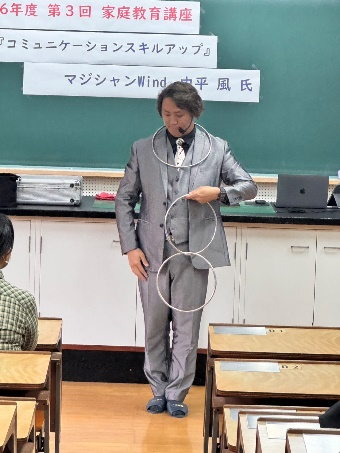 6年度 第3回 家庭教育講座
『コミュニケーションスキルアップ』
マジシャンWind 中平 風 氏